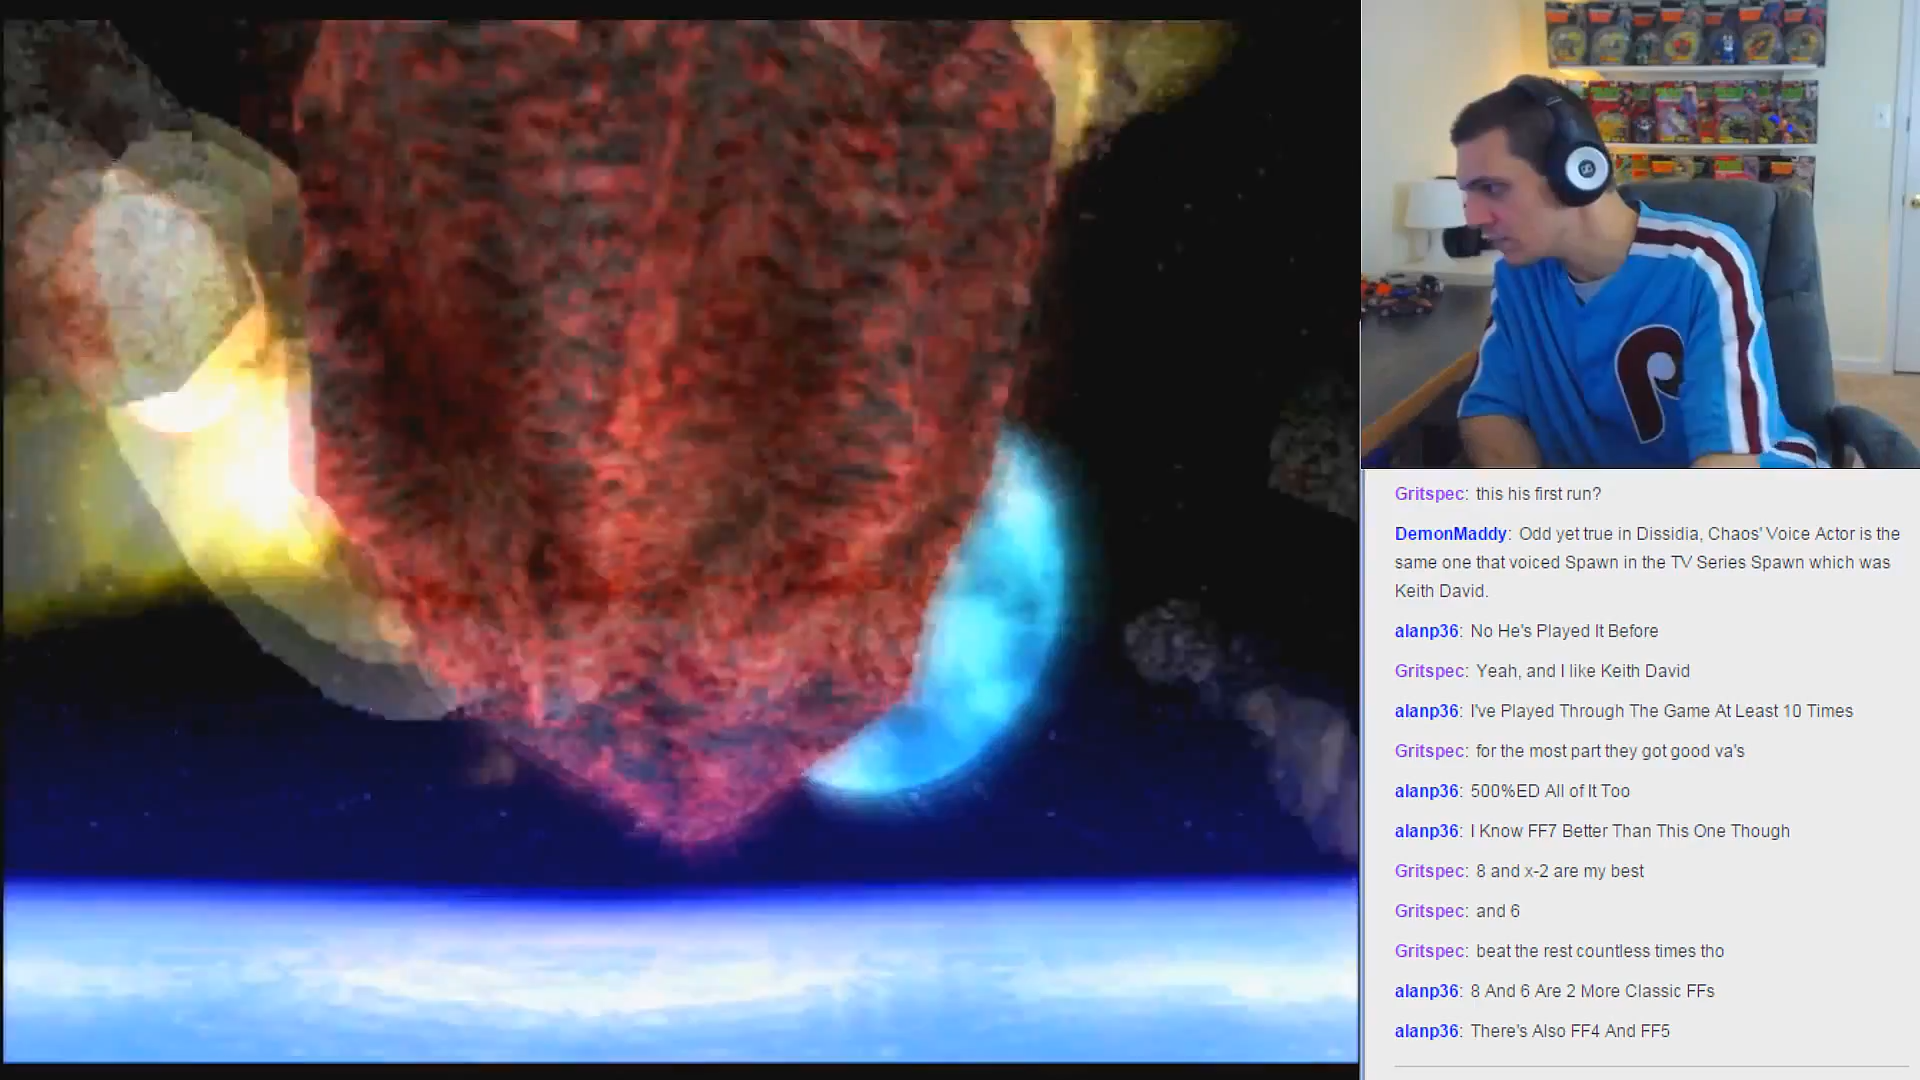 P
Gritspec: this his first run?
DemonMaddy: Odd yet true in Dissidia, Chaos' Voice Actor is the
same one that voiced Spawn in the TV Series Spawn which was
Keith David.
alanp36: No He's Played It Before
Gritspec: Yeah, and I like Keith David
alanp36: I've Played Through The Game At Least 10 Times
Gritspec: for the most part they got good va's
alanp36: 500%ED All of It Too
alanp36: I Know FF7 Better Than This One Though
Gritspec: 8 and x-2 are my best
Gritspec: and 6
Gritspec: beat the rest countless times tho
alanp36: 8 And 6 Are 2 More Classic FFs
alanp36: There's Also FF4 And FF5